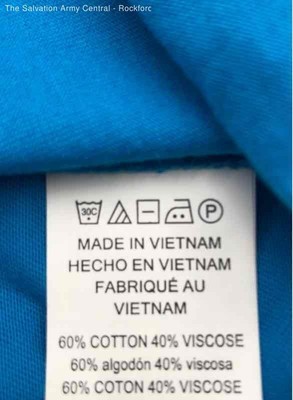 The Salvation Army Central - Rockforc
30C P
MADE IN VIETNAM
HECHO EN VIETNAM
FABRIQUÉ AU
VIETNAM
60% COTTON 40% VISCOSE
60% algodón 40% viscosa
60% COTON 40% VISCOSE